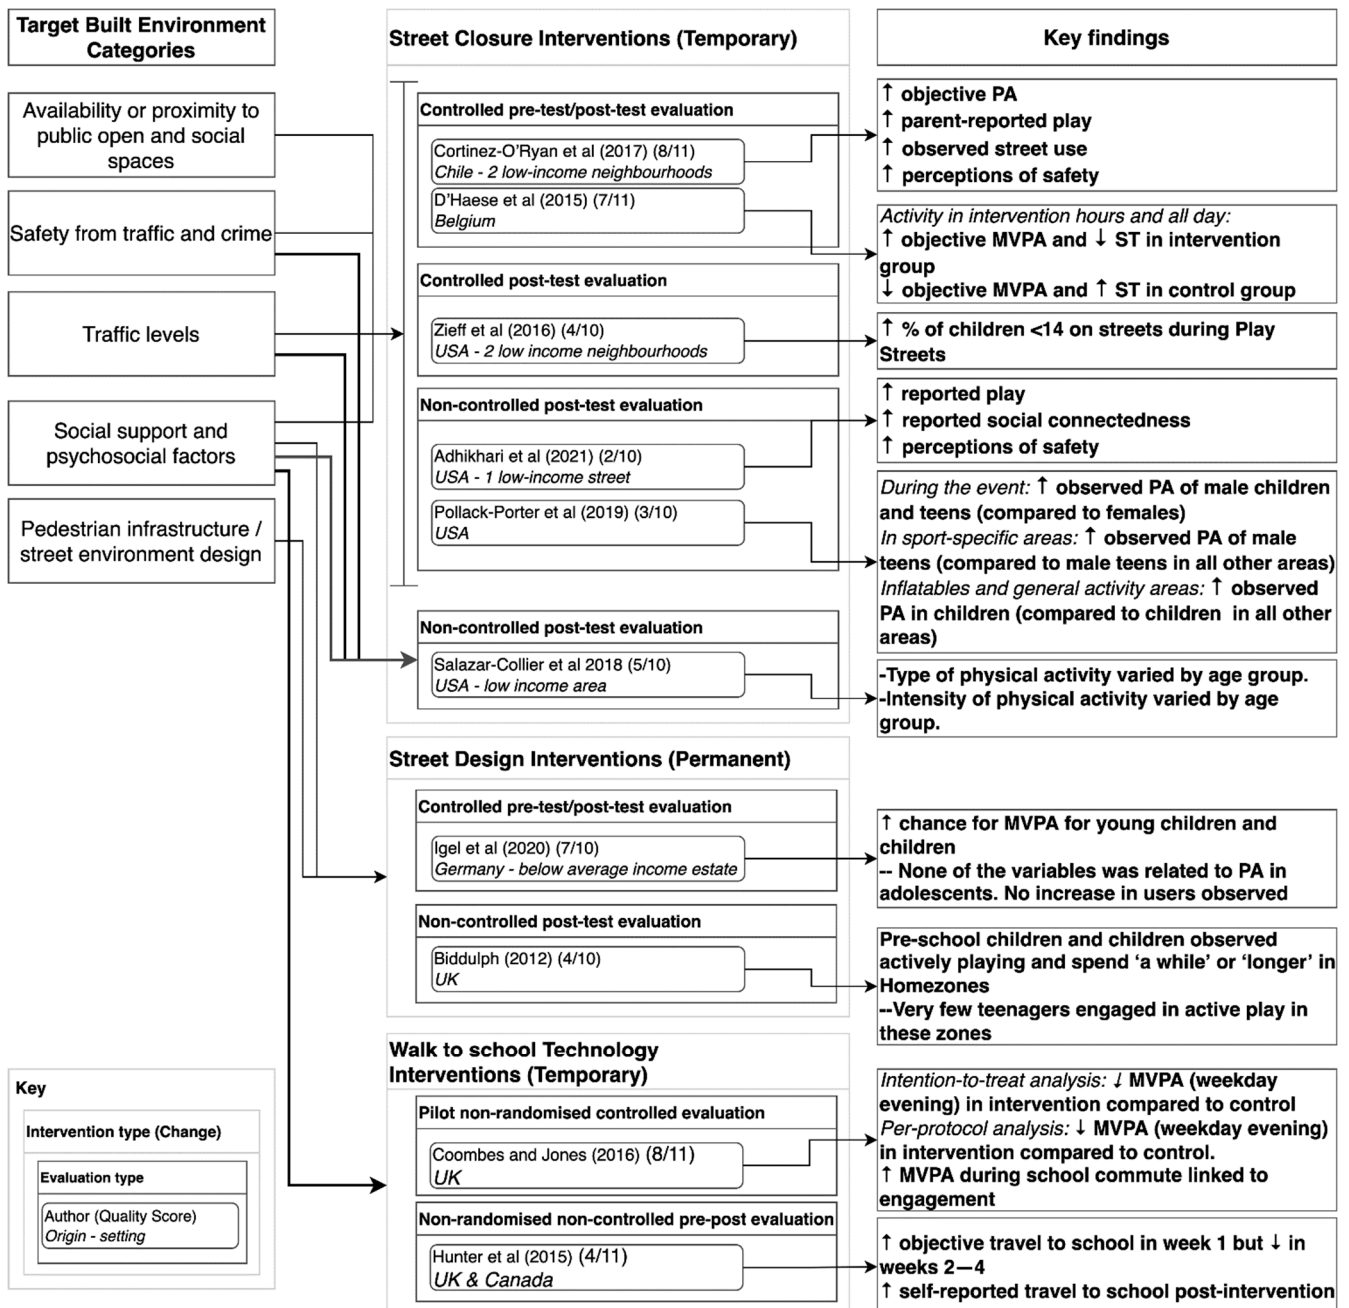 Target Built Environment
Categories
Availability or proximity to
public open and social
spaces
Safety from traffic and crime
Traffic levels
Social support and
psychosocial factors
Pedestrian infrastructure /
street environment design
Key
Intervention type (Change)
Evaluation type
Author (Quality Score)
Origin - setting
Street Closure Interventions (Temporary)
Controlled pre-test/post-test evaluation
Cortinez-O'Ryan et al (2017) (8/11)
Chile - 2 low-income neighbourhoods
D'Haese et al (2015) (7/11)
Belgium
Controlled post-test evaluation
Zieff et al (2016) (4/10)
USA - 2 low income neighbourhoods
Non-controlled post-test evaluation
Adhikhari et al (2021) (2/10)
USA - 1 low-income street
Pollack-Porter et al (2019) (3/10)
USA
Non-controlled post-test evaluation
Salazar-Collier et al 2018 (5/10)
USA - low income area
Street Design Interventions (Permanent)
Controlled pre-test/post-test evaluation
Igel et al (2020) (7/10)
Germany - below average income estate
Non-controlled post-test evaluation
Biddulph (2012) (4/10)
UK
Walk to school Technology
Interventions (Temporary)
Pilot non-randomised controlled evaluation
Coombes and Jones (2016) (8/11)
UK
Non-randomised non-controlled pre-post evaluation
Hunter et al (2015) (4/11)
UK & Canada
Key findings
↑ objective PA
↑ parent-reported play
↑ observed street use
↑ perceptions of safety
Activity in intervention hours and all day:
↑ objective MVPA and ↓ ST in intervention
group
↓ objective MVPA and ↑ ST in control group
↑ % of children <14 on streets during Play
Streets
↑ reported play
↑ reported social connectedness
↑ perceptions of safety
During the event: ↑ observed PA of male children
and teens (compared to females)
In sport-specific areas: ↑ observed PA of male
teens (compared to male teens in all other areas)
Inflatables and general activity areas: ↑ observed
PA in children (compared to children in all other
areas)
-Type of physical activity varied by age group.
-Intensity of physical activity varied by age
group.
↑ chance for MVPA for young children and
children
-- None of the variables was related to PA in
adolescents. No increase in users observed
Pre-school children and children observed
actively playing and spend 'a while' or 'longer' in
Homezones
--Very few teenagers engaged in active play in
these zones
Intention-to-treat analysis: ↓ MVPA (weekday
evening) in intervention compared to control
Per-protocol analysis: ↓ MVPA (weekday evening)
in intervention compared to control.
↑ MVPA during school commute linked to
engagement
↑ objective travel to school in week 1 but ↓ in
weeks 2—4
↑ self-reported travel to school post-intervention